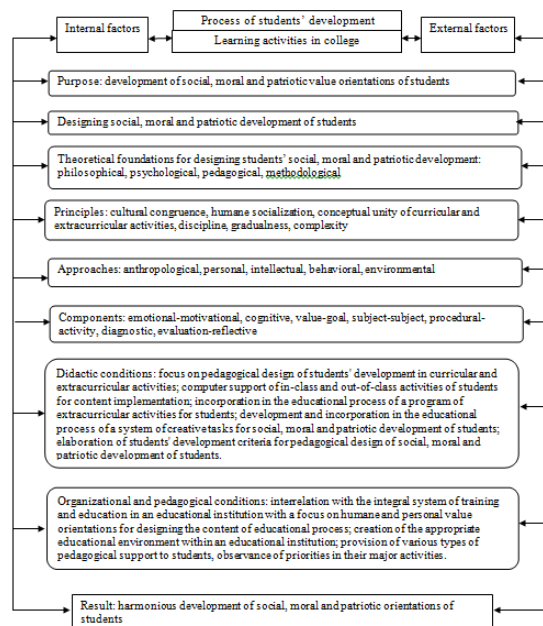 Internal factors
Process of students’ development
Learning activities in college
External factors
Purpose: development of social, moral and patriotic value orientations of students
Designing social, moral and patriotic development of students
Theoretical foundations for designing students’ social, moral and patriotic development:
philosophical, psychological, pedagogical, methodological
Principles: cultural congruence, humane socialization, conceptual unity of curricular and
extracurricular activities, discipline, gradualness, complexity
Approaches: anthropological, personal, intellectual, behavioral, environmental
Components: emotional-motivational, cognitive, value-goal, subject-subject, procedural-
activity, diagnostic, evaluation-reflective
Didactic conditions: focus on pedagogical design of students’ development in curricular and
extracurricular activities; computer support of in-class and out-of-class activities of students
for content implementation; incorporation in the educational process of a program of
extracurricular activities for students; development and incorporation in the educational
process of a system of creative tasks for social, moral and patriotic development of students;
elaboration of students’ development criteria for pedagogical design of social, moral and
patriotic development of students.
Organizational and pedagogical conditions: interrelation with the integral system of training
and education in an educational institution with a focus on humane and personal value
orientations for designing the content of educational process; creation of the appropriate
educational environment within an educational institution; provision of various types of
pedagogical support to students, observance of priorities in their major activities.
Result: harmonious development of social, moral and patriotic orientations of
students